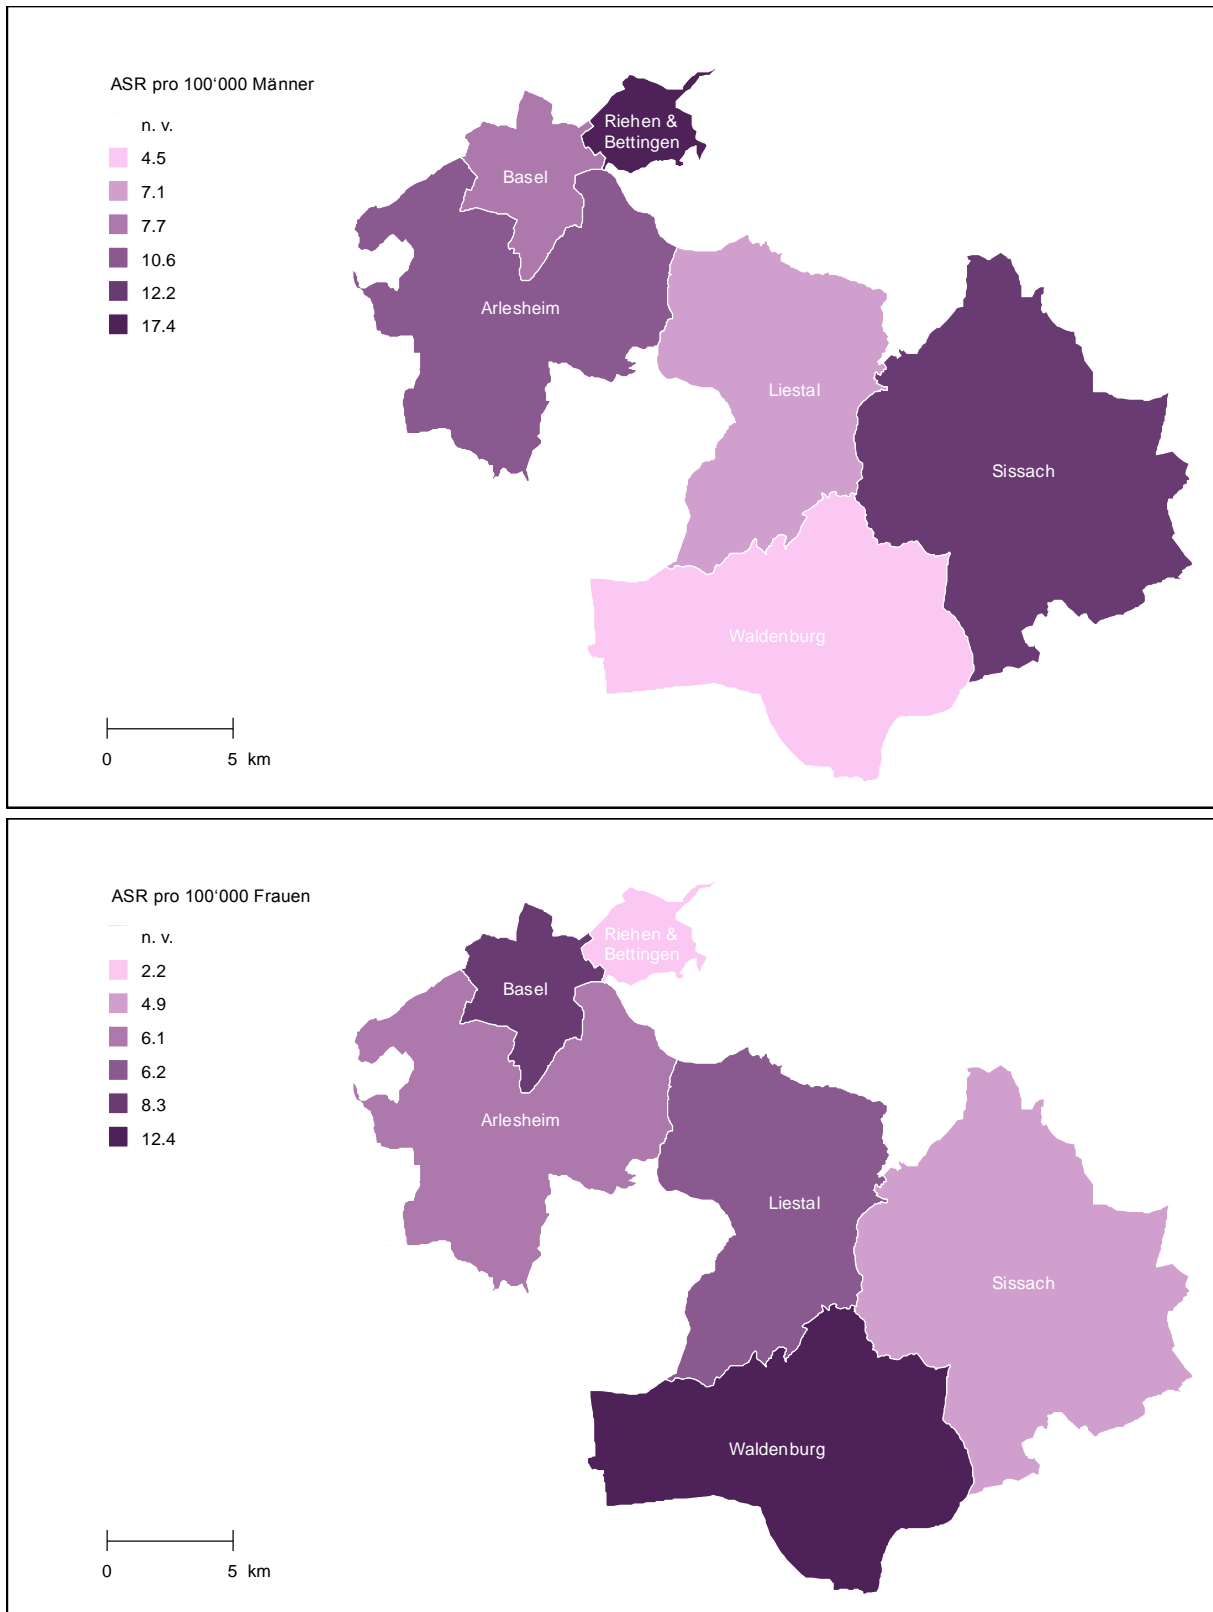 ASR pro 100‘000 Männer
n. v.
4.5
7.1
7.7
10.6
12.2
17.4
Riehen &
Bettingen
Basel
Arlesheim
Liestal
Sissach
Waldenburg
0 5 km
ASR pro 100‘000 Frauen
n. v.
2.2
4.9
6.1
6.2
8.3
12.4
Riehen &
Bettingen
Basel
Arlesheim
Liestal
Sissach
Waldenburg
0 5 km